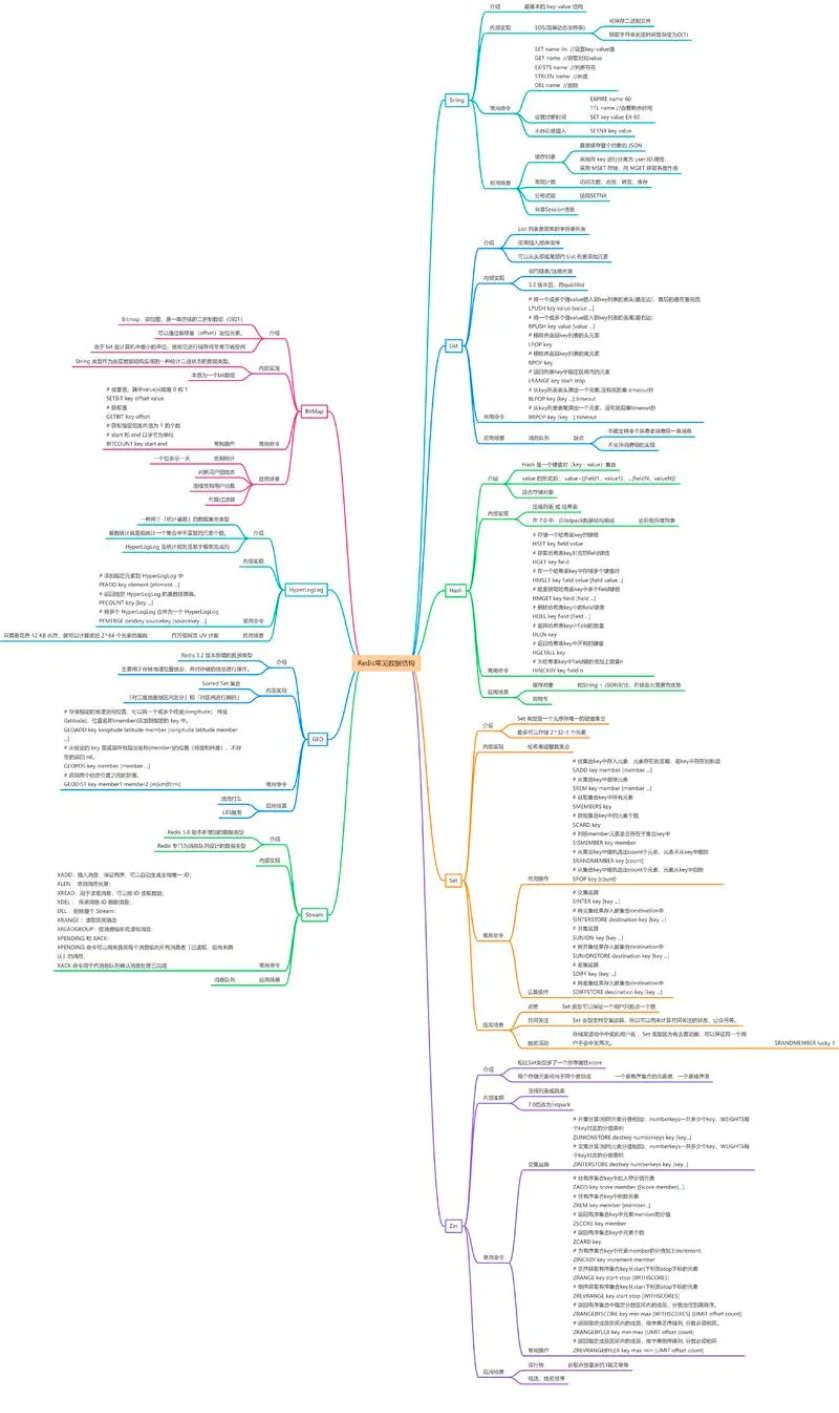 Redis常见数据结构
String
介绍
最基本的 key-value 结构
内部实现
SDS(简单动态字符串)
可保存二进制文件
获取字符串长度时间复杂度为O(1)
常用命令
SET name lin //设置key-value值
GET name //获取对应value
EXISTS name //判断存在
STRLEN name //长度
DEL name //删除
设置过期时间
EXPIRE name 60
TTL name //查看剩余时间
SET key value EX 60
不存在就插入
SETNX key value
应用场景
缓存对象
直接缓存整个对象的 JSON
采用将 key 进行分离为 user:ID:属性,
采用 MSET 存储,用 MGET 获取各属性值
常规计数
访问次数、点赞、转发、库存
分布式锁
使用SETNX
共享Session信息
List
介绍
List 列表是简单的字符串列表
按照插入顺序排序
可以从头部或尾部向 List 列表添加元素
内部实现
双向链表/压缩列表
3.2 版本后,用quicklist
常用命令
# 将一个或多个值value插入到key列表的表头(最左边),最后的值在最前面
LPUSH key value [value ...]
# 将一个或多个值value插入到key列表的表尾(最右边)
RPUSH key value [value ...]
# 移除并返回key列表的头元素
LPOP key
# 移除并返回key列表的尾元素
RPOP key
# 返回列表key中指定区间内的元素
LRANGE key start stop
# 从key列表表头弹出一个元素,没有就阻塞 timeout秒
BLPOP key [key ...] timeout
# 从key列表表尾弹出一个元素,没有就阻塞timeout秒
BRPOP key [key ...] timeout
应用场景
消息队列
缺点
不能支持多个消费者消费同一条消息
不支持消费组的实现
Hash
介绍
Hash 是一个键值对(key - value)集合
value 的形式如: value=[{field1, value1}, ...{fieldN, valueN}]
适合存储对象
内部实现
压缩列表 或 哈希表
在 7.0 中,由listpack数据结构组成
常用命令
# 存储一个哈希表key的键值
HSET key field value
# 获取哈希表key对应的field键值
HGET key field
# 在一个哈希表key中存储多个键值对
HMSET key field value [field value...]
# 批量获取哈希表key中多个field键值
HMGET key field [field ...]
# 删除哈希表key中的field键值
HDEL key field [field ...]
# 返回哈希表key中field的数量
HLEN key
# 返回哈希表key中所有的键值
HGETALL key
# 为哈希表key中field键的值加上增量n
HINCRBY key field n
应用场景
缓存对象
购物车
Set
介绍
Set 类型是一个无序并唯一的键值集合
最多可以存储 2^32-1 个元素
内部实现
哈希表或整数集合
常用命令
常用操作
# 往集合key中存入元素,元素存在则忽略,若key不存在则新建
SADD key member [member ...]
# 从集合key中删除元素
SREM key member [member ...]
# 获取集合key中所有元素
SMEMBERS key
# 获取集合key中的元素个数
SCARD key
# 判断member元素是否存在于集合key中
SISMEMBER key member
# 从集合key中随机选出count个元素,元素不从key中删除
SRANDMEMBER key [count]
# 从集合key中随机选出count个元素,元素从key中删除
SPOP key [count]
运算操作
# 交集运算
SINTER key [key ...]
# 将交集结果存入新集合destination中
SINTERSTORE destination key [key ...]
# 并集运算
SUNION key [key ...]
# 将并集结果存入新集合destination中
SUNIONSTORE destination key [key ...]
# 差集运算
SDIFF key [key ...]
# 将差集结果存入新集合destination中
SDIFFSTORE destination key [key ...]
应用场景
点赞
Set 类型可以保证一个用户只能点一个赞
共同关注
Set 类型支持交集运算,所以可以用来计算共同关注的好友、公众号等。
抽奖活动
存储某活动中中奖的用户名 ,Set 类型因为有去重功能,可以保证同一个用
户不会中奖两次。
SRANDMEMBER lucky 1
Zet
介绍
相比Set类型多了一个排序属性score
每个存储元素相当于两个值组成
一个是有序集合的元素值,一个是排序值
内部实现
压缩列表或跳表
7.0后改为listpack
常用命令
交集运算
# 并集计算(相同元素分值相加),numberkeys一共多少个key,WEIGHTS每
个key对应的分值乘积
ZUNIONSTORE destkey numberkeys key [key...]
# 交集计算(相同元素分值相加),numberkeys一共多少个key,WEIGHTS每
个key对应的分值乘积
ZINTERSTORE destkey numberkeys key [key...]
常用操作
# 往有序集合key中加入带分值元素
ZADD key score member [[score member]...]
# 往有序集合key中删除元素
ZREM key member [member...]
# 返回有序集合key中元素member的分值
ZSCORE key member
# 返回有序集合key中元素个数
ZCARD key
# 为有序集合key中元素member的分值加上increment
ZINCRBY key increment member
# 正序获取有序集合key从start下标到stop下标的元素
ZRANGE key start stop [WITHSCORES]
# 倒序获取有序集合key从start下标到stop下标的元素
ZREVRANGE key start stop [WITHSCORES]
# 返回有序集合中指定分数区间内的成员,分数由低到高排序。
ZRANGEBYSCORE key min max [WITHSCORES] [LIMIT offset count]
# 返回指定成员区间内的成员,按字典正序排列, 分数必须相同。
ZRANGEBYLEX key min max [LIMIT offset count]
# 返回指定成员区间内的成员,按字典倒序排列, 分数必须相同
ZREVRANGEBYLEX key max min [LIMIT offset count]
应用场景
排行榜
电话、姓名排序
BitMap
介绍
Bitmap,即位图,是一串连续的二进制数组(0和1)
可以通过偏移量(offset)定位元素。
由于 bit 是计算机中最小的单位,使用它进行储存将非常节省空间
内部实现
String 类型作为底层数据结构实现的一种统计二值状态的数据类型。
本质为一个bit数组
常用命令
常规操作
# 设置值,其中value只能是 0 和 1
SETBIT key offset value
# 获取值
GETBIT key offset
# 获取指定范围内值为 1 的个数
# start 和 end 以字节为单位
BITCOUNT key start end
应用场景
签到统计
一个位表示一天
判断用户登陆态
连续签到用户总数
布隆过滤器
HyperLogLog
介绍
一种用于「统计基数」的数据集合类型
基数统计就是指统计一个集合中不重复的元素个数。
HyperLogLog 是统计规则是基于概率完成的
内部实现
常用命令
# 添加指定元素到 HyperLogLog 中
PFADD key element [element ...]
# 返回给定 HyperLogLog 的基数估算值。
PFCOUNT key [key ...]
# 将多个 HyperLogLog 合并为一个 HyperLogLog
PFMERGE destkey sourcekey [sourcekey ...]
应用场景
百万级网页 UV 计数
只需要花费 12 KB 内存,就可以计算接近 2^64 个元素的基数
GEO
介绍
Redis 3.2 版本新增的数据类型
主要用于存储地理位置信息,并对存储的信息进行操作。
内部实现
Sorted Set 集合
「对二维地图做区间划分」和「对区间进行编码」
常用命令
# 存储指定的地理空间位置,可以将一个或多个经度(longitude)、纬度
(latitude)、位置名称(member)添加到指定的 key 中。
GEOADD key longitude latitude member [longitude latitude member
...]
# 从给定的 key 里返回所有指定名称(member)的位置(经度和纬度),不存
在的返回 nil。
GEOPOS key member [member ...]
# 返回两个给定位置之间的距离。
GEODIST key member1 member2 [m|km|ft|mi]
应用场景
滴滴打车
LBS服务
Stream
介绍
Redis 5.0 版本新增加的数据类型
Redis 专门为消息队列设计的数据类型
内部实现
常用命令
XADD:插入消息,保证有序,可以自动生成全局唯一 ID;
XLEN :查询消息长度;
XREAD:用于读取消息,可以按 ID 读取数据;
XDEL : 根据消息 ID 删除消息;
DEL :删除整个 Stream;
XRANGE :读取区间消息
XREADGROUP:按消费组形式读取消息;
XPENDING 和 XACK:
XPENDING 命令可以用来查询每个消费组内所有消费者「已读取、但尚未确
认」的消息;
XACK 命令用于向消息队列确认消息处理已完成
应用场景
消息队列